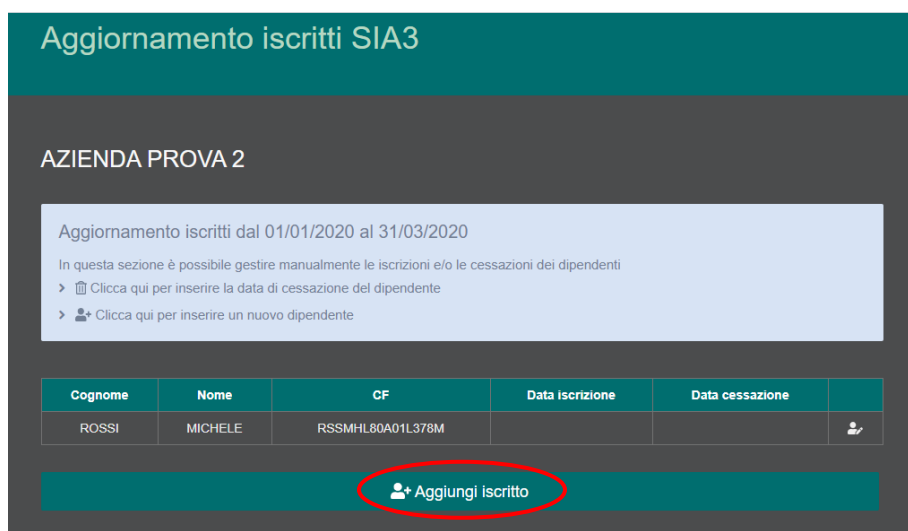 Aggiornamento iscritti SIA3
AZIENDA PROVA 2
Aggiornamento iscritti dal 01/01/2020 al 31/03/2020
In questa sezione è possibile gestire manualmente le iscrizioni e/o le cessazioni dei dipendenti
Clicca qui per inserire la data di cessazione del dipendente
Clicca qui per inserire un nuovo dipendente
Cognome Nome CF Data iscrizione Data cessazione
ROSSI MICHELE RSSMHL80A01L378M
Aggiungi iscritto